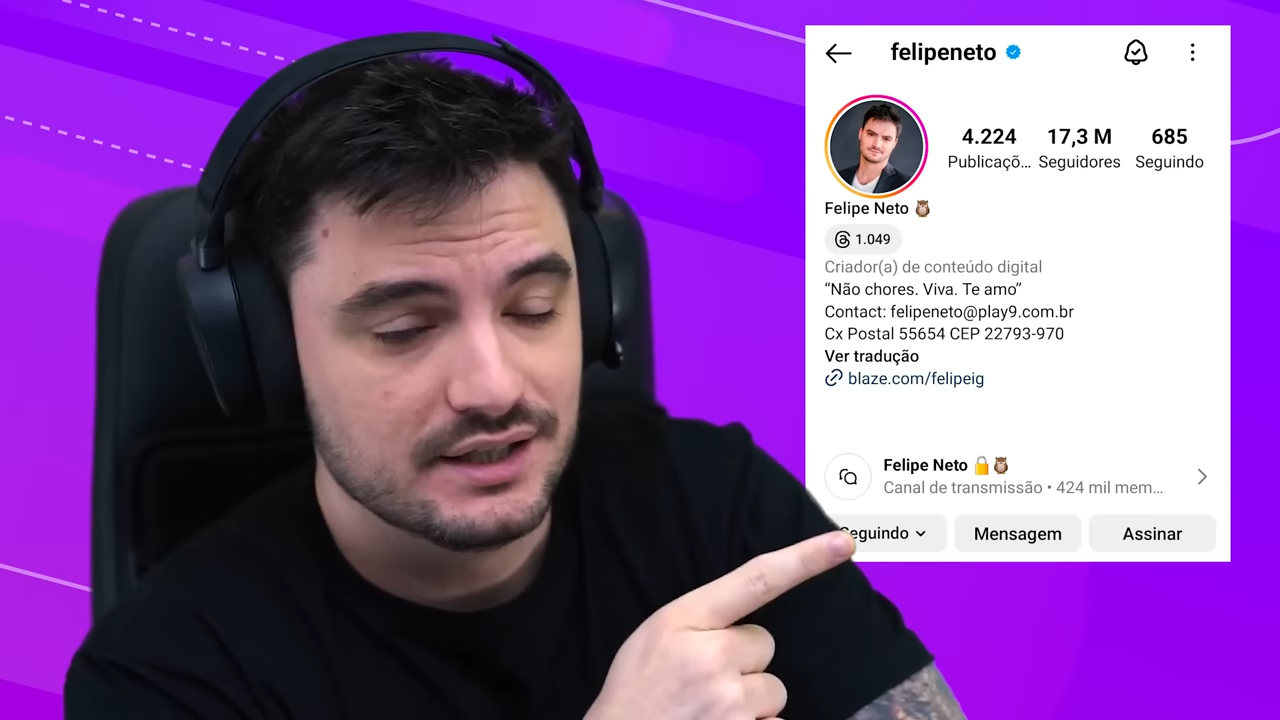 felipeneto
4.224 17,3 M 685
Publicaçõ... Seguidores Seguindo
Felipe Neto 🦉
1.049
Criador(a) de conteúdo digital
“Não chores. Viva. Te amo”
Contact: felipeneto@play9.com.br
Cx Postal 55654 CEP 22793-970
Ver tradução
blaze.com/felipeig
Felipe Neto 🔒🦉
Canal de transmissão • 424 mil mem...
Seguindo Mensagem Assinar